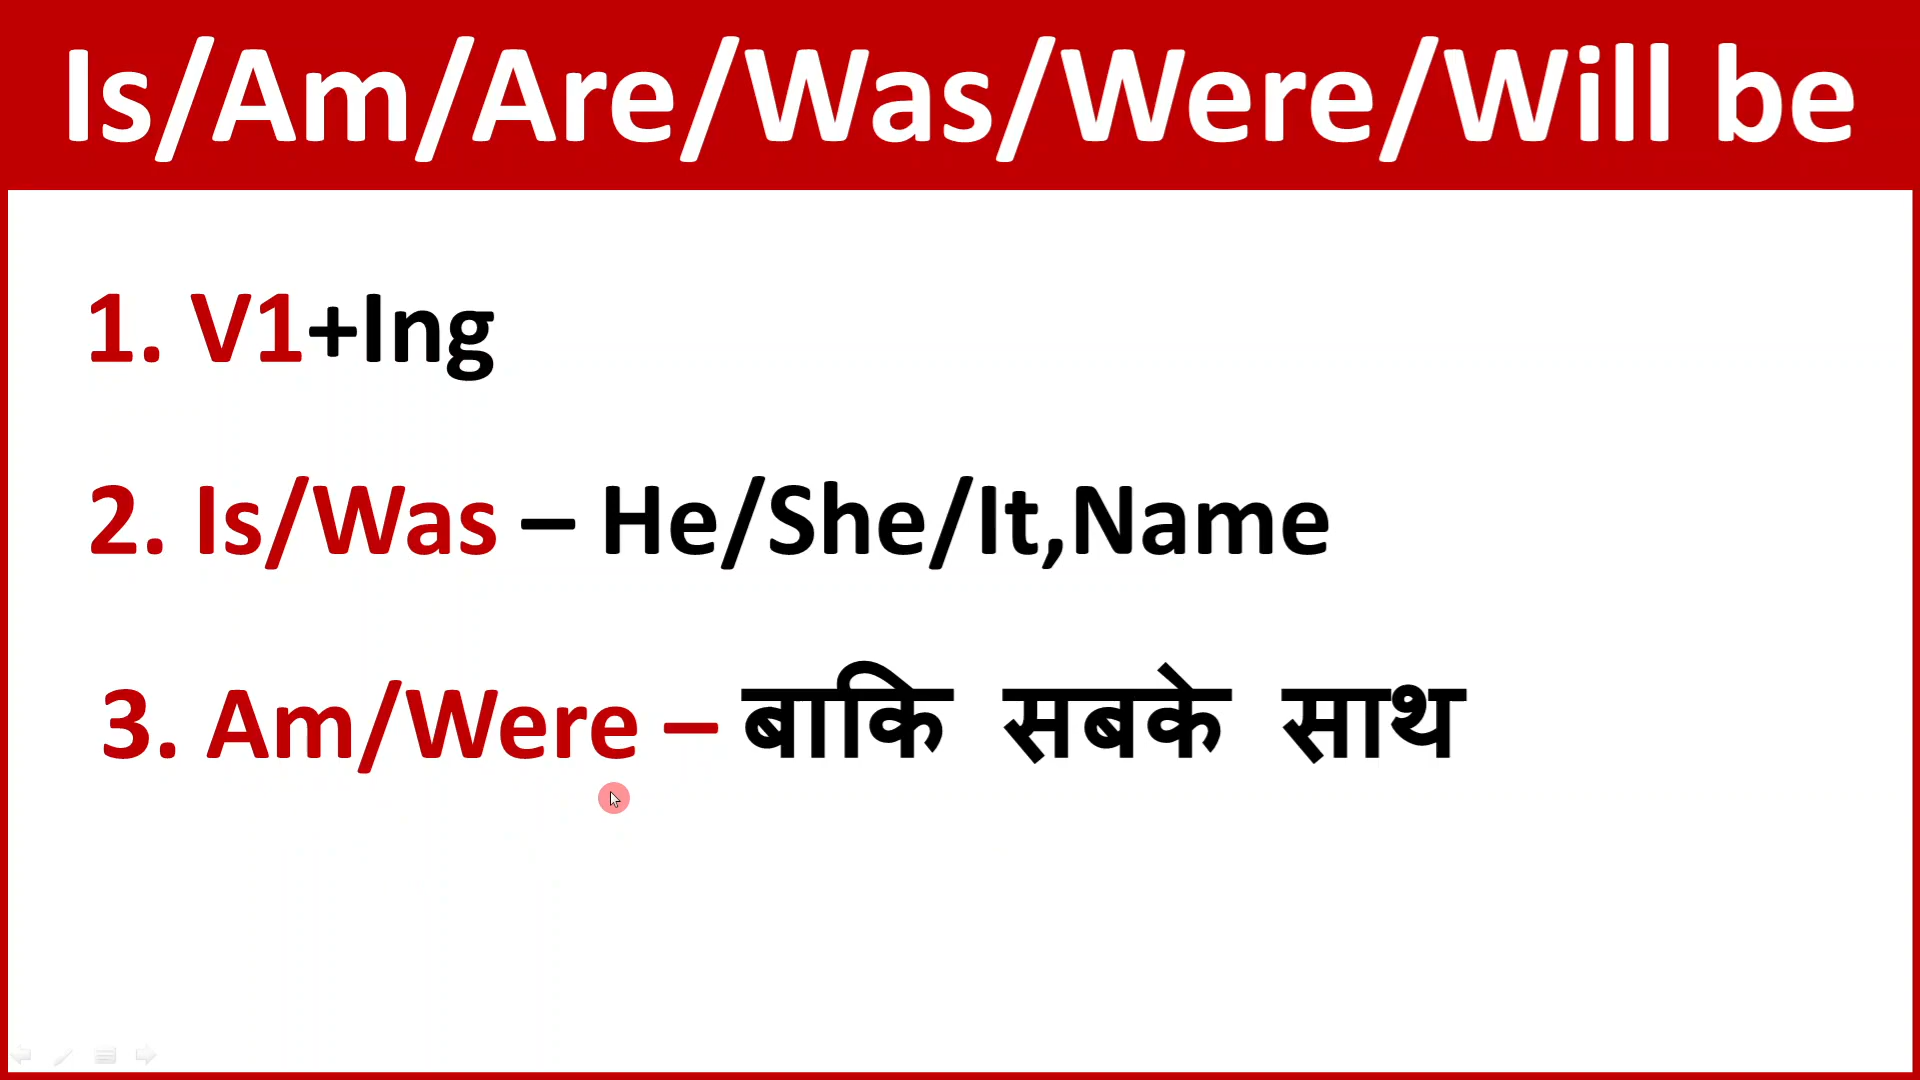 Is/Am/Are/Was/Were/Will be
1. V1+Ing
2. Is/Was – He/She/It,Name
3. Am/Were – बाकि सबके साथ